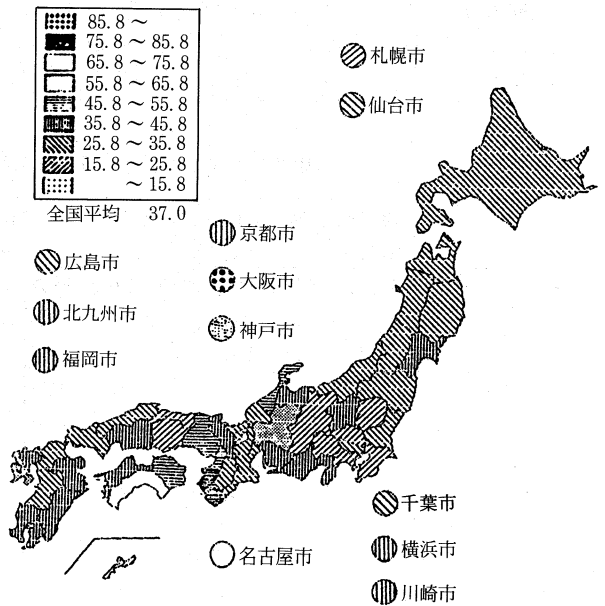 85.8～
75.8～85.8
65.8～75.8
55.8～65.8
45.8～55.8
35.8～45.8
25.8～35.8
15.8～25.8
～15.8
全国平均 37.0
札幌市
仙台市
京都市
大阪市
神戸市
広島市
北九州市
福岡市
名古屋市
千葉市
横浜市
川崎市